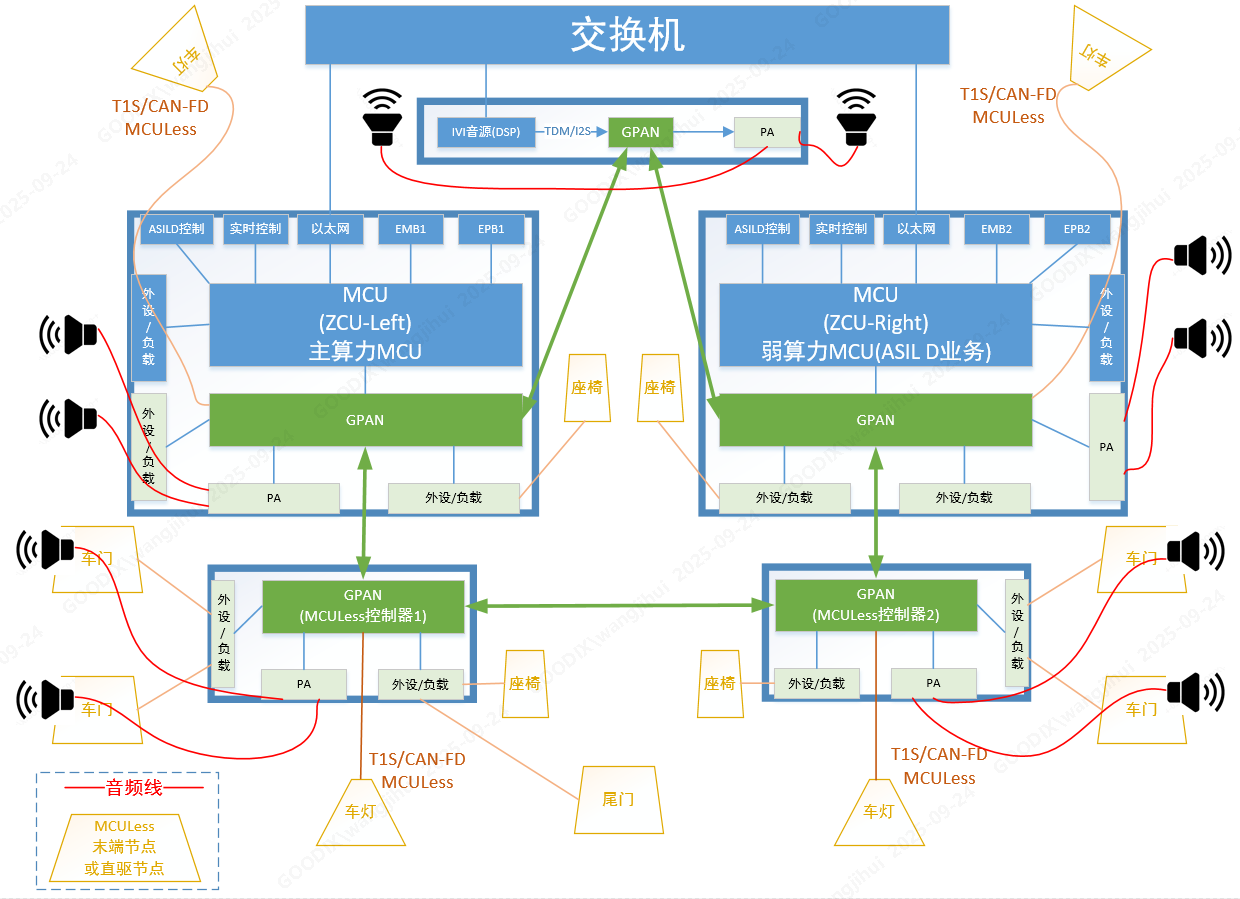 交换机
车灯
T1S/CAN-FD
MCULess
车灯
T1S/CAN-FD
MCULess
IVI音源(DSP)
TDM/I2S
GPAN
PA
ASILD控制
实时控制
以太网
EMB1
EPB1
ASILD控制
实时控制
以太网
EMB2
EPB2
外
设
/
负
载
MCU
(ZCU-Left)
主算力MCU
MCU
(ZCU-Right)
弱算力MCU(ASIL D业务)
外
设
/
负
载
座椅
座椅
外
设
/
负
载
GPAN
GPAN
PA
PA
外设/负载
外设/负载
外设/负载
车门
外
设
/
负
载
GPAN
(MCULess控制器1)
GPAN
(MCULess控制器2)
外
设
/
负
载
车门
PA
外设/负载
座椅
座椅
外设/负载
PA
车门
车门
T1S/CAN-FD
MCULess
T1S/CAN-FD
MCULess
音频线
MCULess
末端节点
或直驱节点
车灯
尾门
车灯
GOODIX\wangjihui 2025-09-24